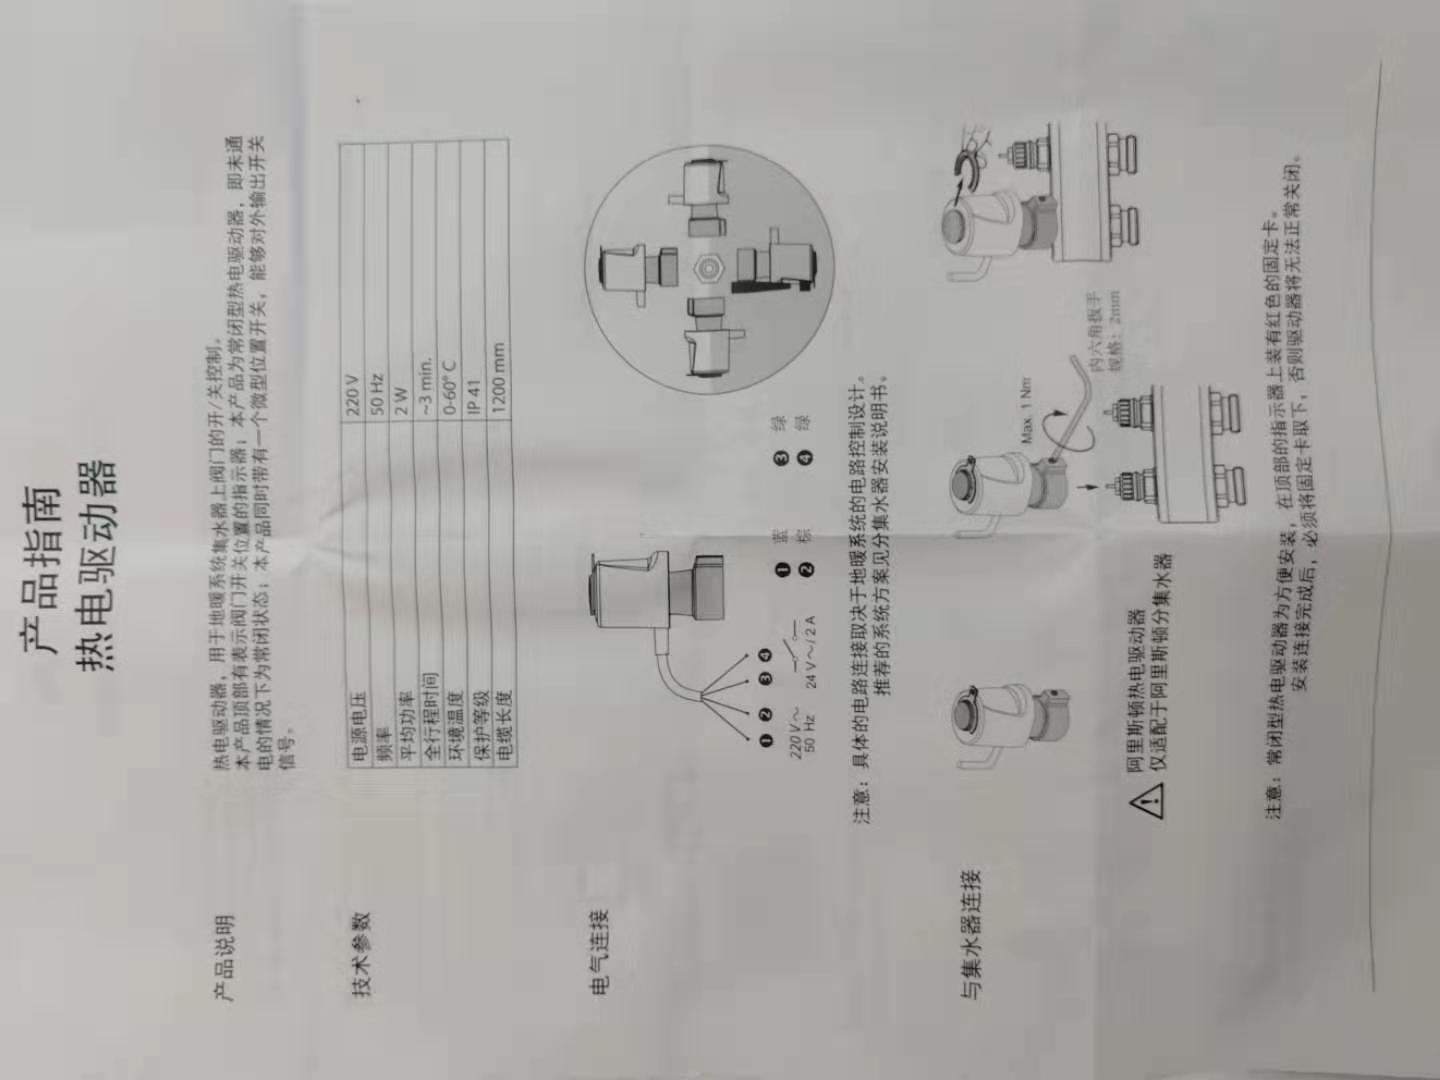 产品指南
热电驱动器
产品说明
热电驱动器，用于地暖系统集水器上阀门的开/关控制。
本产品顶部有表示阀门开关位置的指示器；本产品为常闭型热电驱动器，即未通
电的情况下为常闭状态；本产品同时带有一个微型位置开关，能够对外输出开关
信号。
技术参数
电源电压 220 V
频率 50 Hz
平均功率 2 W
全行程时间 ~3 min.
环境温度 0-60° C
保护等级 IP 41
电缆长度 1200 mm
电气连接
❶ ❷ ❸ ❹
220 V～
50 Hz
24 V～/ 2 A
❶ 蓝 ❸ 绿
❷ 棕 ❹ 绿
注意：具体的电路连接取决于地暖系统的电路控制设计。
推荐的系统方案见分集水器安装说明书。
与集水器连接
Max. 1 Nm
内六角扳手
规格：2mm
阿里斯顿热电驱动器
仅适配于阿里斯顿分集水器
注意：常闭型热电驱动器为方便安装，在顶部的指示器上装有红色的固定卡。
安装连接完成后，必须将固定卡取下，否则驱动器将无法正常关闭。